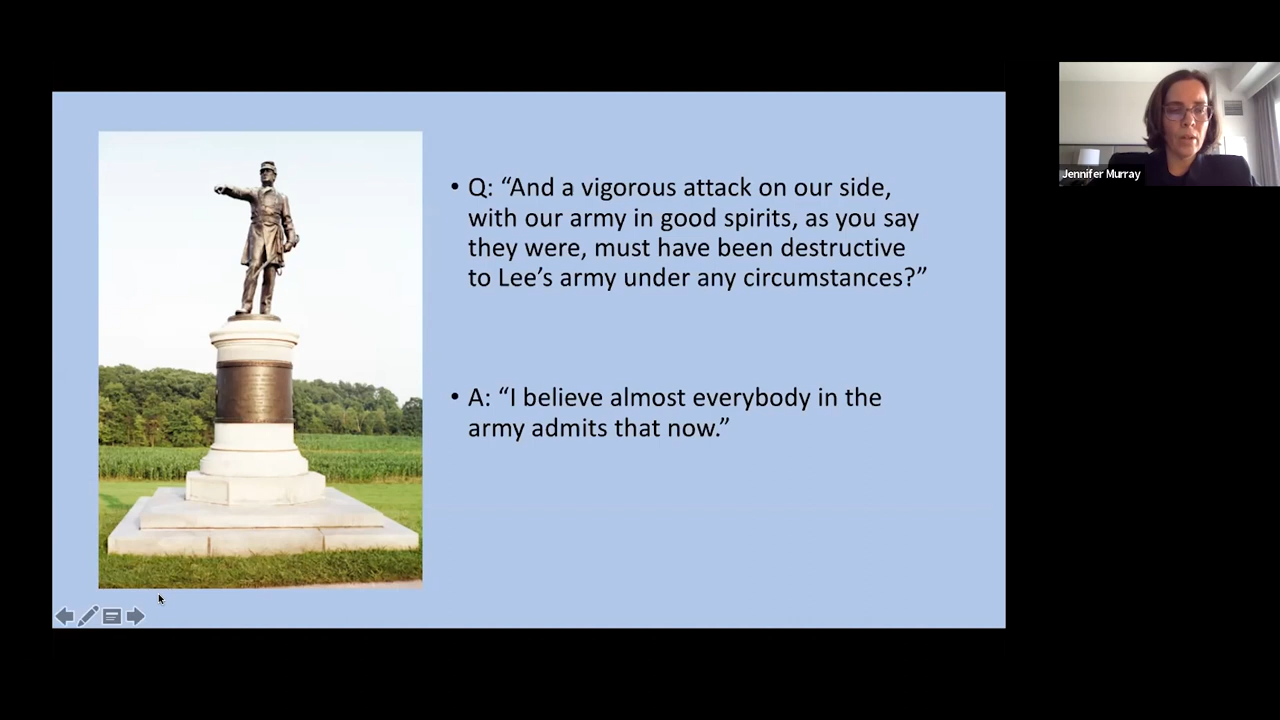 • Q: “And a vigorous attack on our side,
with our army in good spirits, as you say
they were, must have been destructive
to Lee’s army under any circumstances?”
• A: “I believe almost everybody in the
army admits that now.”
Jennifer Murray